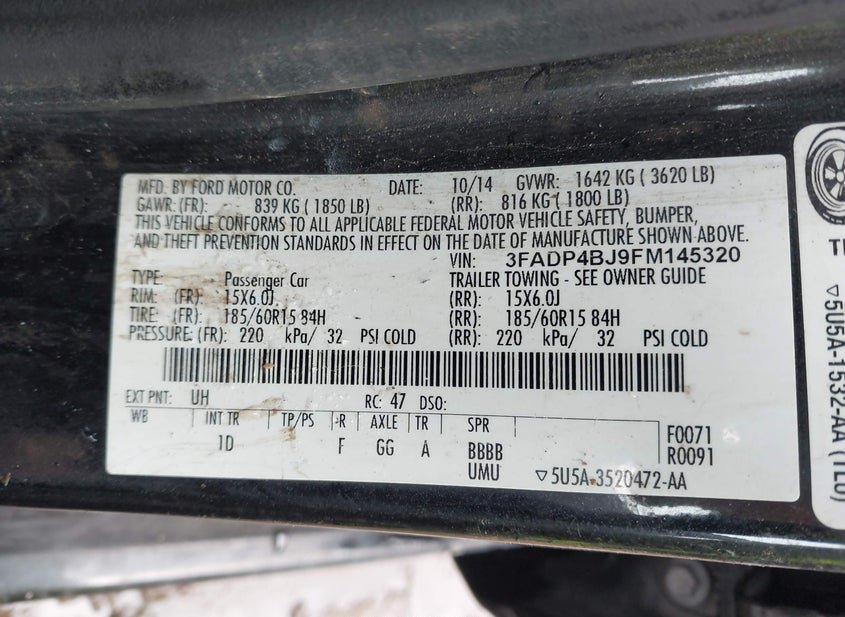 MFD. BY FORD MOTOR CO. DATE: 10/14 GVWR: 1642 KG ( 3620 LB)
GAWR: (FR): 839 KG ( 1850 LB) (RR): 816 KG ( 1800 LB)
THIS VEHICLE CONFORMS TO ALL APPLICABLE FEDERAL MOTOR VEHICLE SAFETY, BUMPER,
AND THEFT PREVENTION STANDARDS IN EFFECT ON THE DATE OF MANUFACTURE SHOWN ABOVE.
VIN: 3FADP4BJ9FM145320
TYPE: Passenger Car TRAILER TOWING - SEE OWNER GUIDE
RIM: (FR): 15X6.0J (RR): 15X6.0J
TIRE: (FR): 185/60R15 84H (RR): 185/60R15 84H
PRESSURE: (FR): 220 kPa/ 32 PSI COLD (RR): 220 kPa/ 32 PSI COLD
EXT PNT: UH RC: 47 DSO:
WB INT TR TP/PS R AXLE TR SPR
1D F GG A BBBB
UMU
F0071
R0091
▽5U5A-3520472-AA
▽5U5A-1532-AA (TLU)